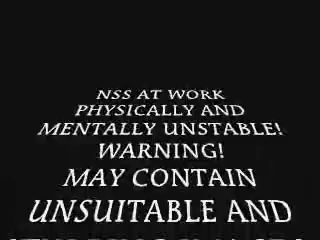 NSS AT WORK
PHYSICALLY AND
MENTALLY UNSTABLE!
WARNING!
MAY CONTAIN
UNSUITABLE AND